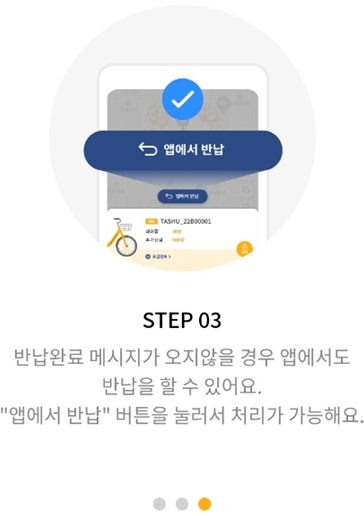 앱에서 반납
앱에서 반납
TASHU_22B00001
대여중
STEP 03
반납완료 메시지가 오지않을 경우 앱에서도
반납을 할 수 있어요.
"앱에서 반납" 버튼을 눌러서 처리가 가능해요.